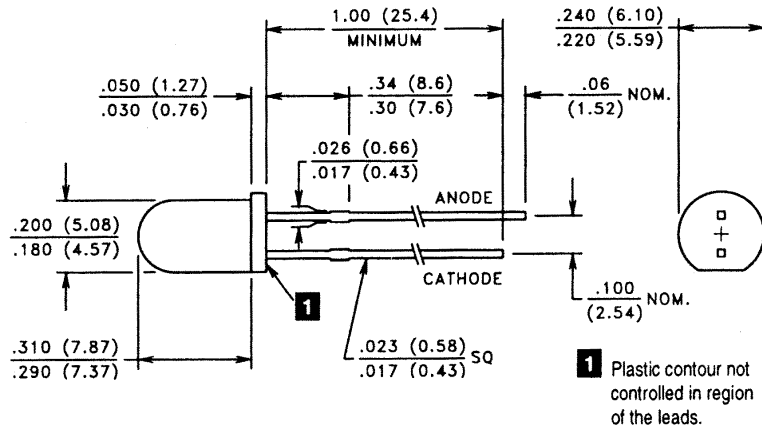 1.00 (25.4)
MINIMUM
.240 (6.10)
.220 (5.59)
.050 (1.27)
.030 (0.76)
.34 (8.6)
.30 (7.6)
.06
(1.52)
NOM.
.026 (0.66)
.017 (0.43)
ANODE
.200 (5.08)
.180 (4.57)
CATHODE
1
.100
(2.54)
NOM.
.310 (7.87)
.290 (7.37)
.023 (0.58)
.017 (0.43)
SQ
1 Plastic contour not
controlled in region
of the leads.